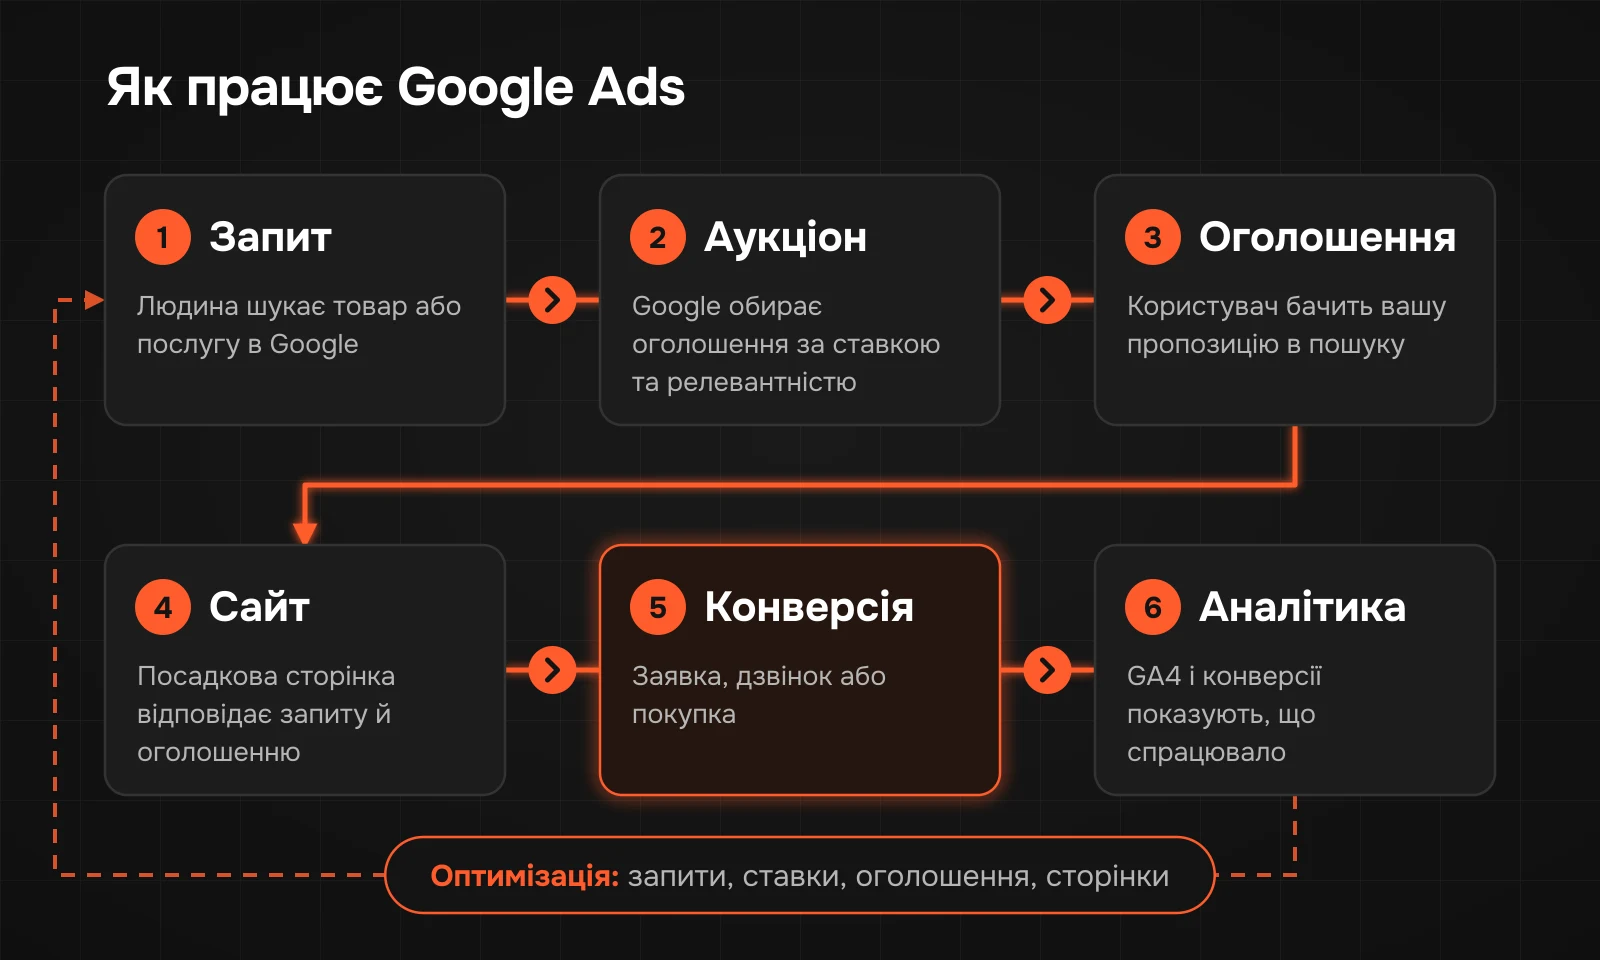 Як працює Google Ads
1 Запит
Людина шукає товар або
послугу в Google
2 Аукціон
Google обирає
оголошення за ставкою
та релевантністю
3 Оголошення
Користувач бачить вашу
пропозицію в пошуку
4 Сайт
Посадкова сторінка
відповідає запиту й
оголошенню
5 Конверсія
Заявка, дзвінок або
покупка
6 Аналітика
GA4 і конверсії
показують, що
спрацювало
Оптимізація: запити, ставки, оголошення, сторінки